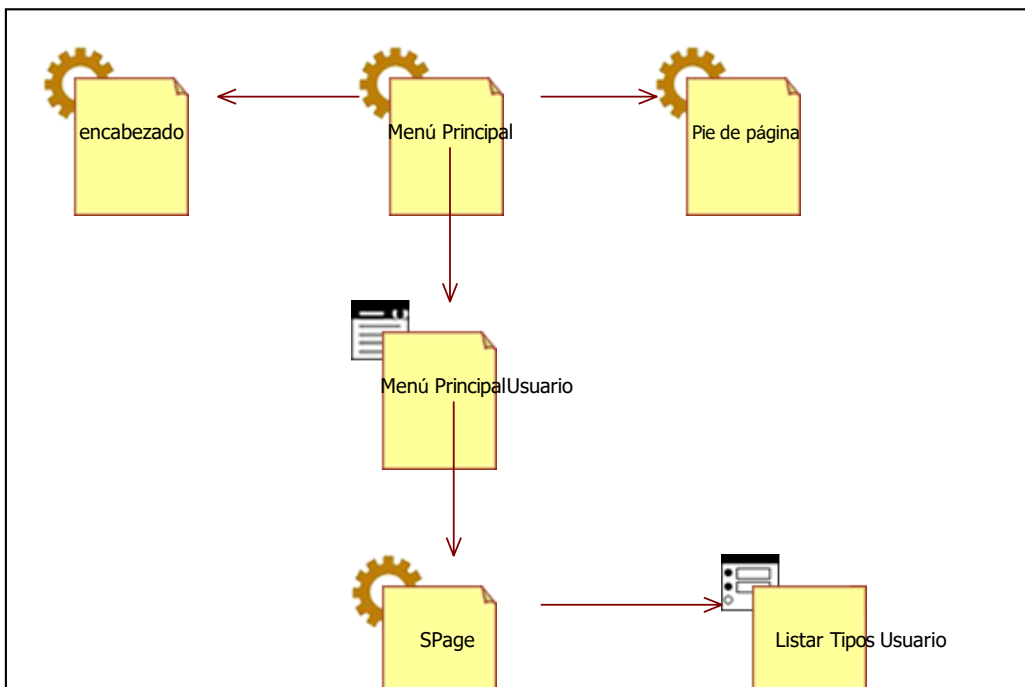 encabezado
Menú Principal
Pie de página
Menú PrincipalUsuario
SPage
Listar Tipos Usuario